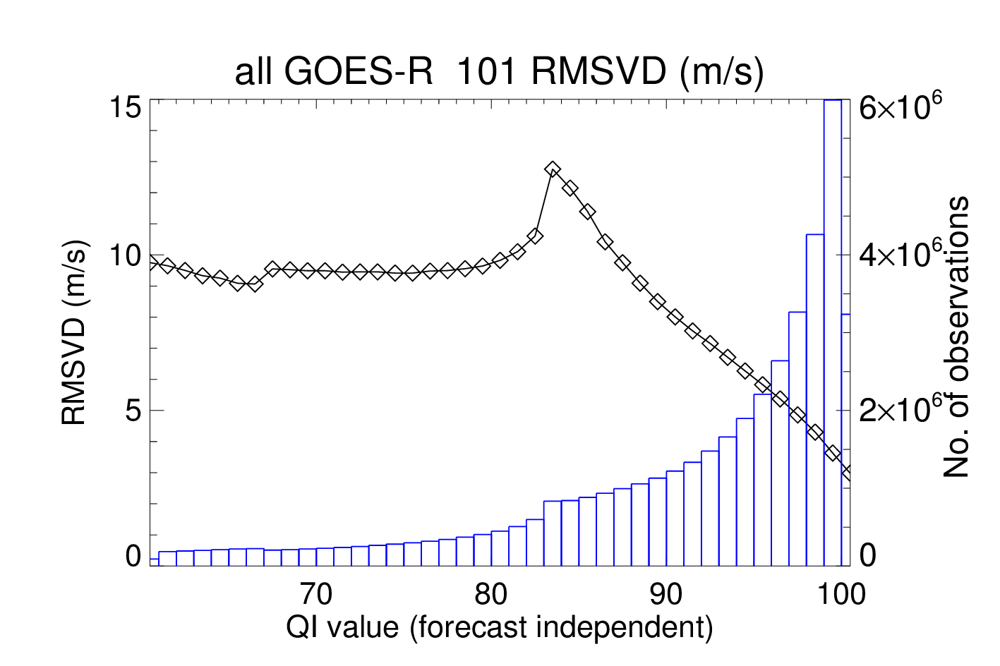 all GOES-R  101 RMSVD (m/s)
15
10
5
0
RMSVD (m/s)
6×10⁶
4×10⁶
2×10⁶
0
No. of observations
70 80 90 100
QI value (forecast independent)